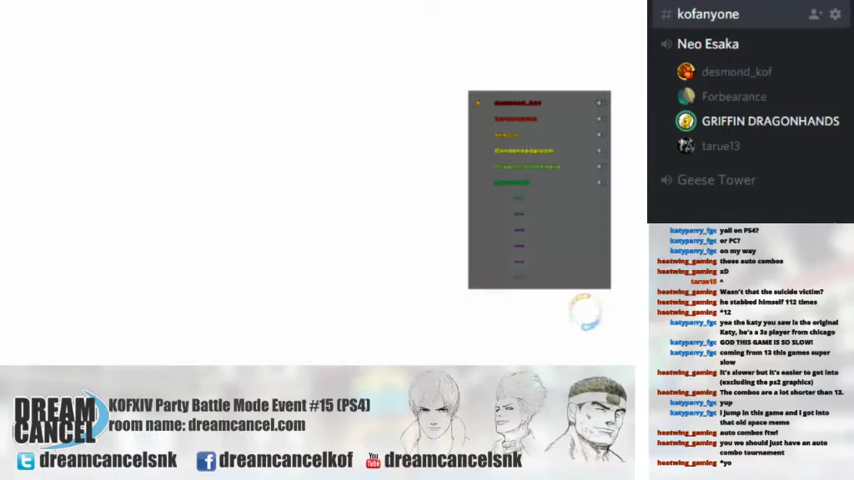 # kofanyone
Neo Esaka
desmond_kof
Forbearance
GRIFFIN DRAGONHANDS
tarue13
Geese Tower
desmond_kof
katyparry_fgc yall on PS4?
katyparry_fgc or PC?
katyparry_fgc on my way
heatwing_gaming those auto combos
heatwing_gaming xD
tarue13 ^
heatwing_gaming Wasn't that the suicide victim?
heatwing_gaming he stabbed himself 112 times
heatwing_gaming *12
katyparry_fgc yea the katy you saw is the original
Katy, he's a 3s player from chicago
katyparry_fgc GOD THIS GAME IS SO SLOW!
katyparry_fgc coming from 13 this games super
slow
heatwing_gaming It's slower but it's easier to get into
(excluding the ps2 graphics)
heatwing_gaming The combos are a lot shorter than 13.
katyparry_fgc yup
katyparry_fgc I jump in this game and I got into
that old space meme
heatwing_gaming auto combos ftw!
heatwing_gaming you we should just have an auto
combo tournament
heatwing_gaming *yo
DREAM
CANCEL
KOFXIV Party Battle Mode Event #15 (PS4)
room name: dreamcancel.com
dreamcancelsnk
dreamcancelkof
You Tube dreamcancelsnk